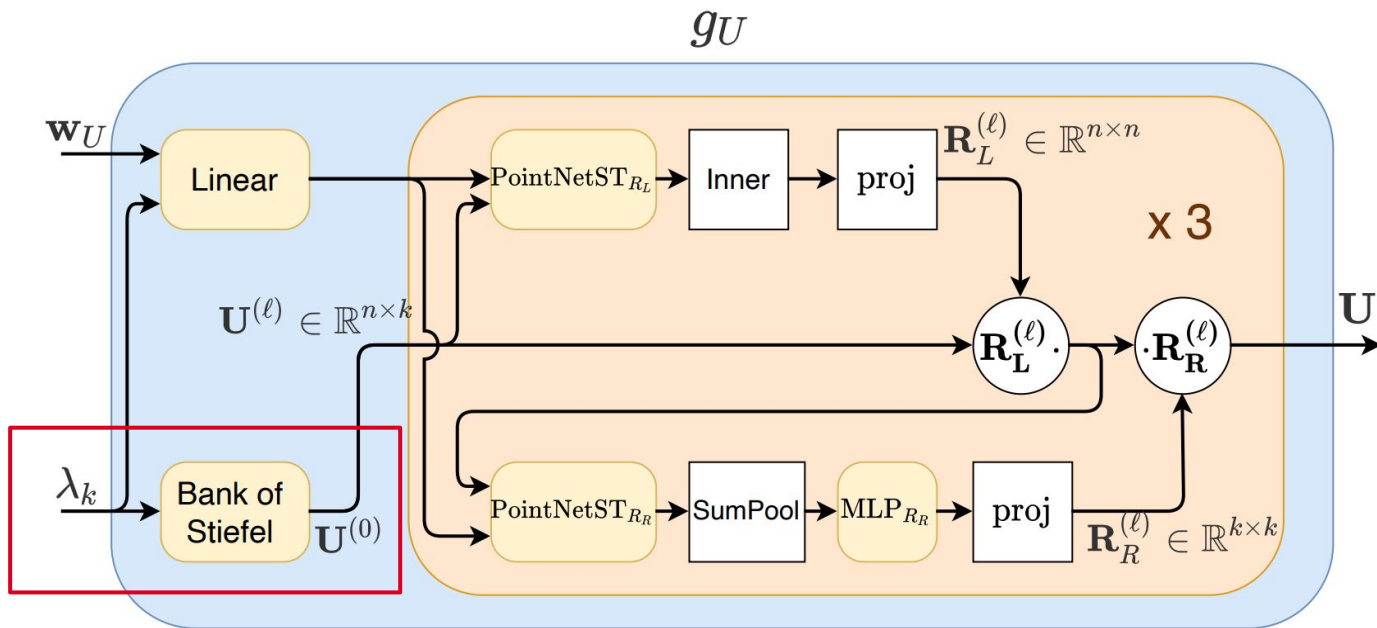 g_U
w_U
Linear
PointNetST_{R_L}
Inner
proj
R_L^{(ℓ)} ∈ ℝ^{n×n}
x 3
U^{(ℓ)} ∈ ℝ^{n×k}
R_L^{(ℓ)} ·
· R_R^{(ℓ)}
U
λ_k
Bank of
Stiefel
U^{(0)}
PointNetST_{R_R}
SumPool
MLP_{R_R}
proj
R_R^{(ℓ)} ∈ ℝ^{k×k}